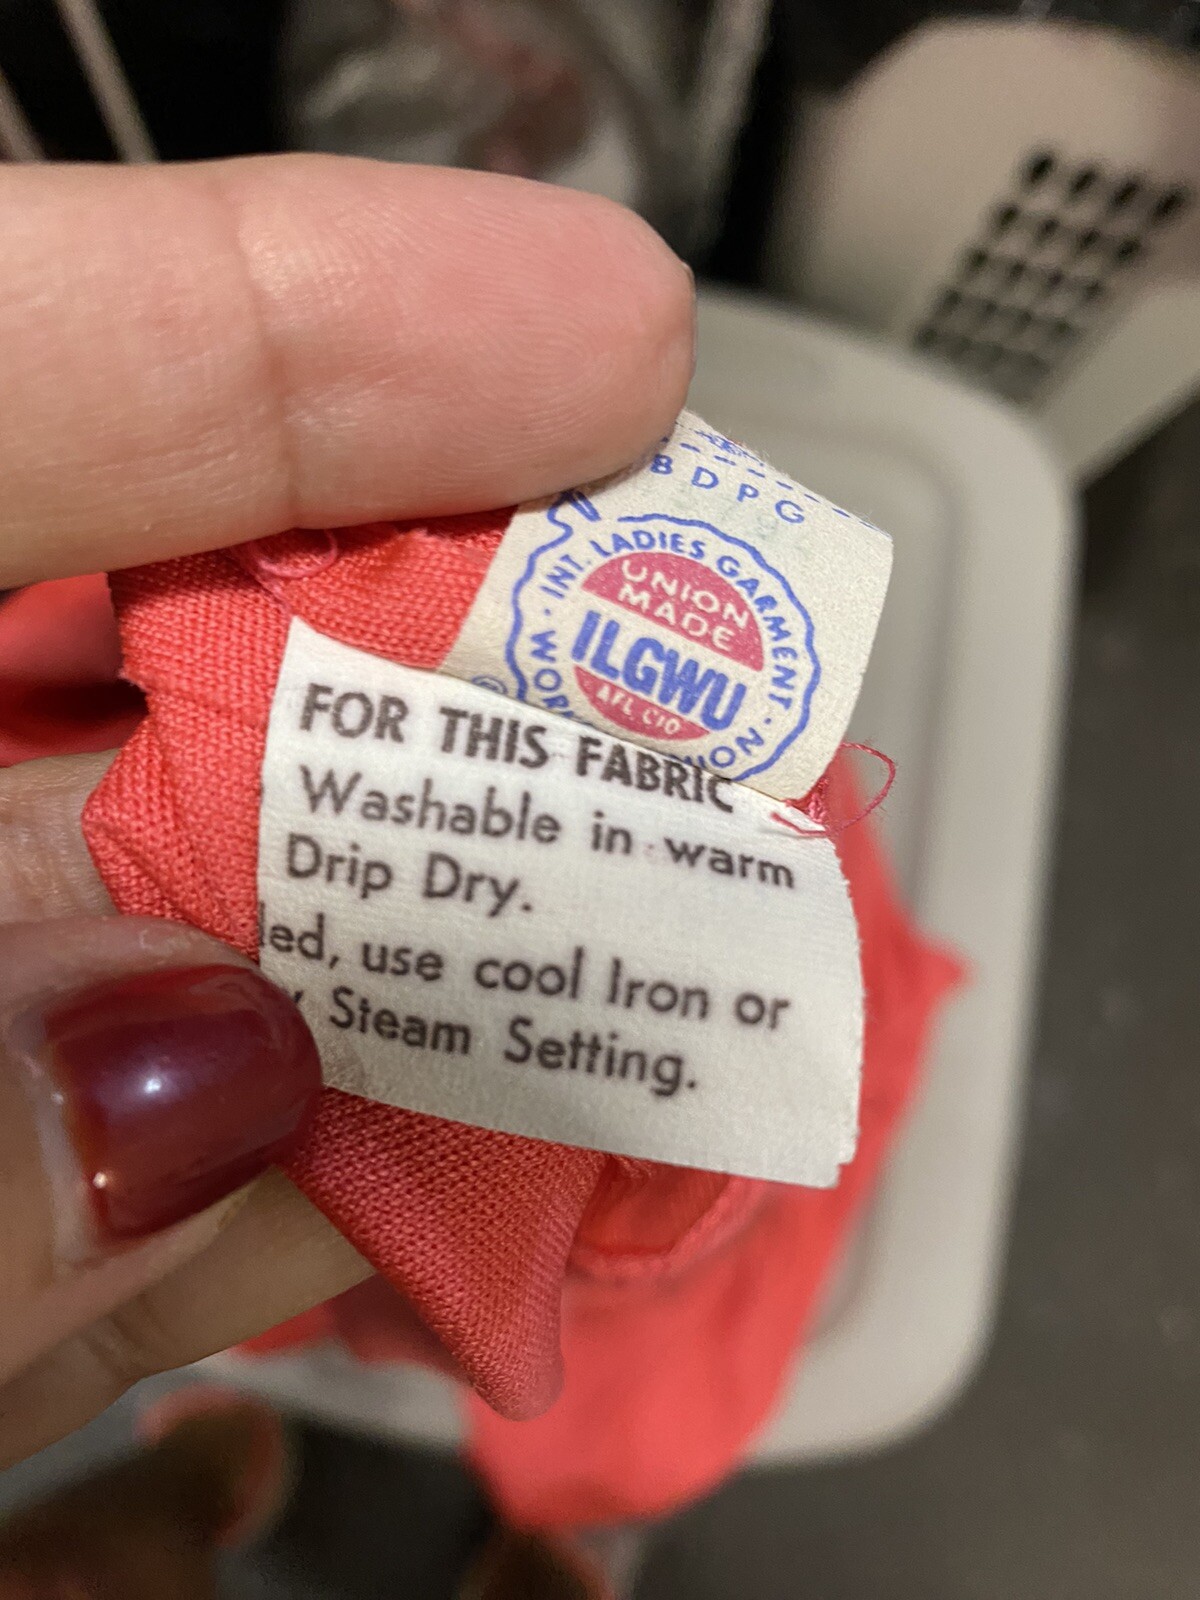 BDPG
INT. LADIES GARMENT
UNION
MADE
ILGWU
AFL CIO
FOR THIS FABRIC
Washable in warm
Drip Dry.
led, use cool Iron or
Steam Setting.